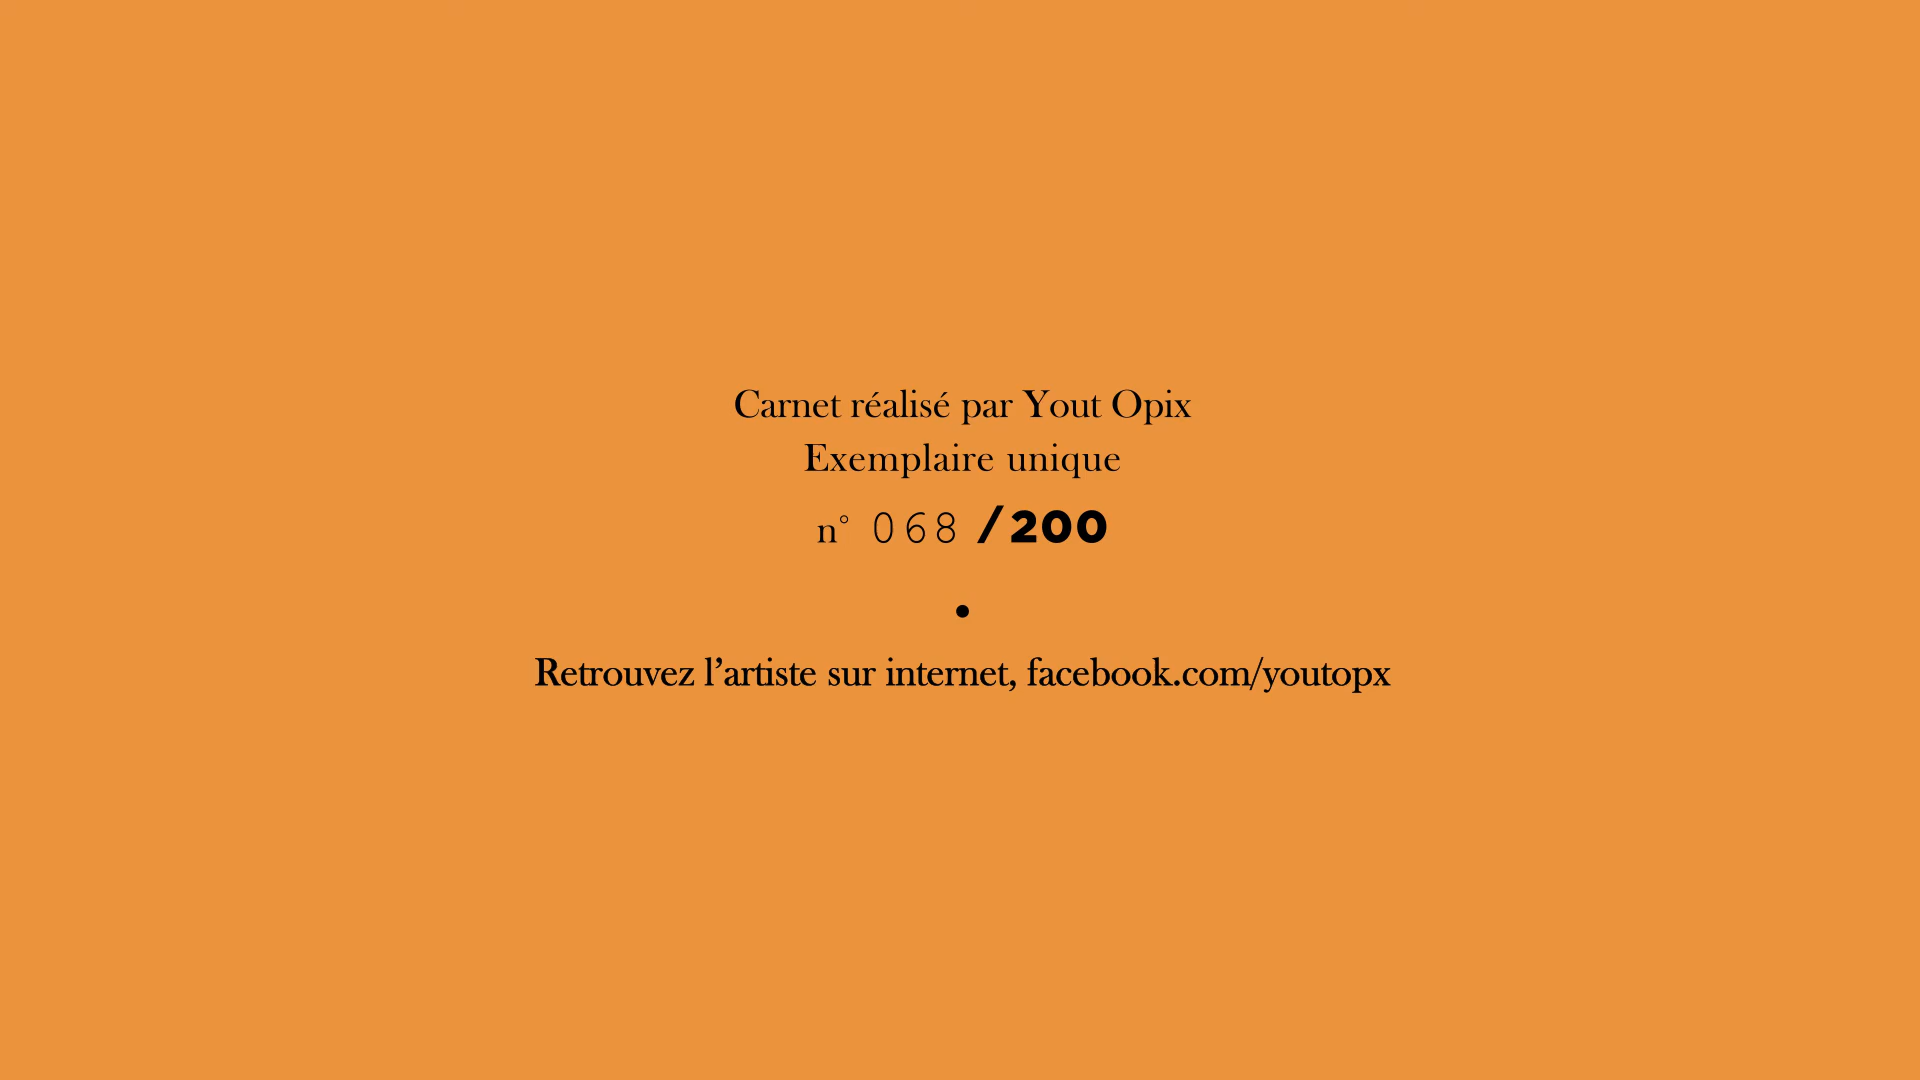 Carnet réalisé par Yout Opix
Exemplaire unique
n° 068 /200
•
Retrouvez l’artiste sur internet, facebook.com/youtopx